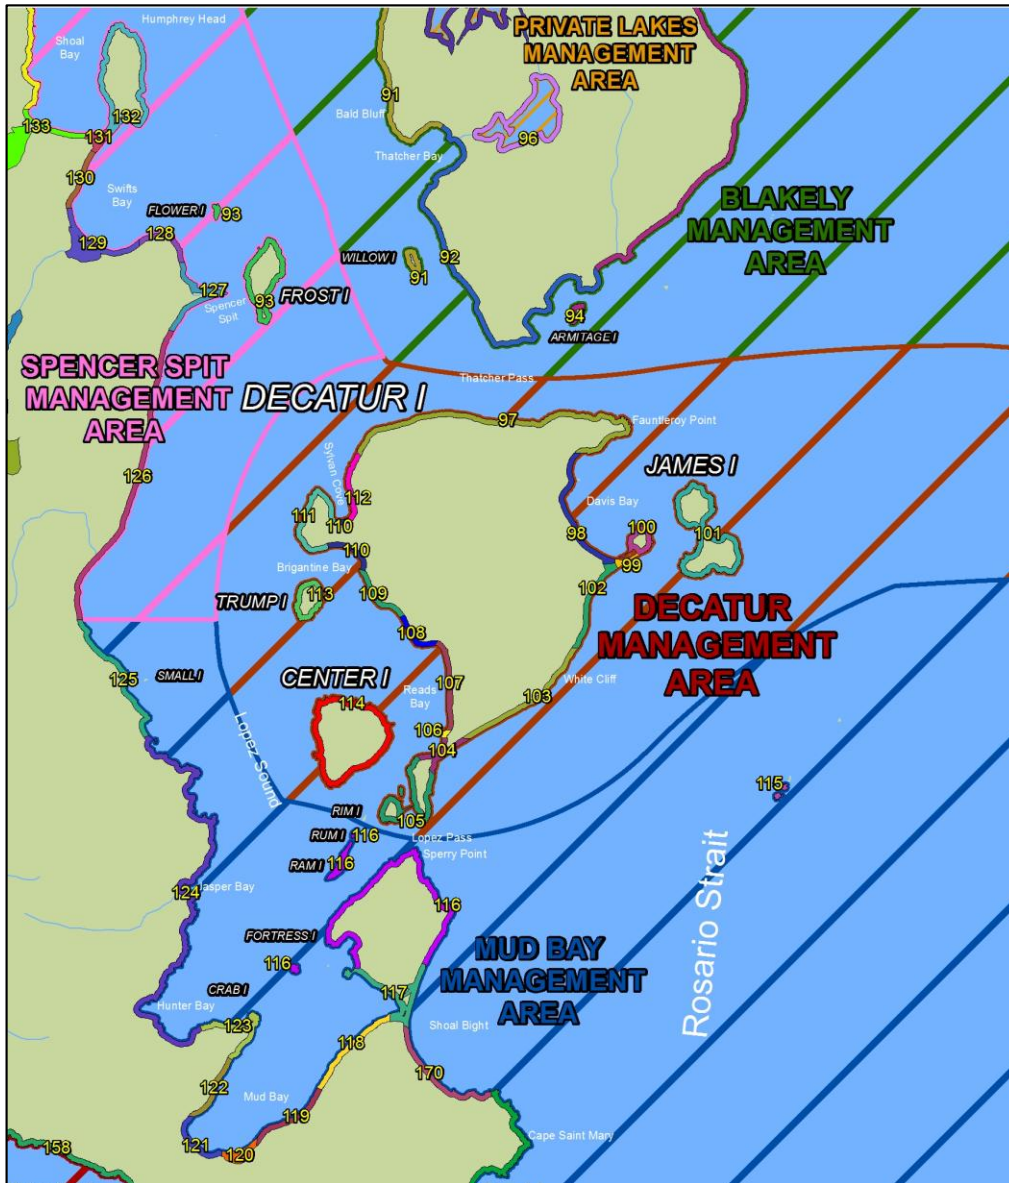 Humphrey Head
Shoal
Bay
PRIVATE LAKES
MANAGEMENT
AREA
91
Bald Bluff
132
133
131
96
Thatcher Bay
130
Swifts
Bay
BLAKELY
MANAGEMENT
AREA
FLOWER I
93
128
129
WILLOW I
92
91
127
93
FROST I
Spencer
Spit
94
ARMITAGE I
SPENCER SPIT
MANAGEMENT
AREA
Thatcher Pass
DECATUR I
97
Fauntleroy Point
Sylvan Cove
JAMES I
126
112
Davis Bay
111
110
100
98
101
110
Brigantine Bay
99
102
TRUMP I
113
109
DECATUR
MANAGEMENT
AREA
108
125
SMALL I
CENTER I
White Cliff
107
Reads
Bay
103
114
Lopez Sound
106
104
115
RIM I
105
RUM I
116
Lopez Pass
Sperry Point
RAM I
116
124
Jasper Bay
116
Rosario Strait
FORTRESS I
MUD BAY
MANAGEMENT
AREA
116
CRAB I
117
Hunter Bay
123
Shoal Bight
118
170
122
Mud Bay
119
Cape Saint Mary
158
121
120